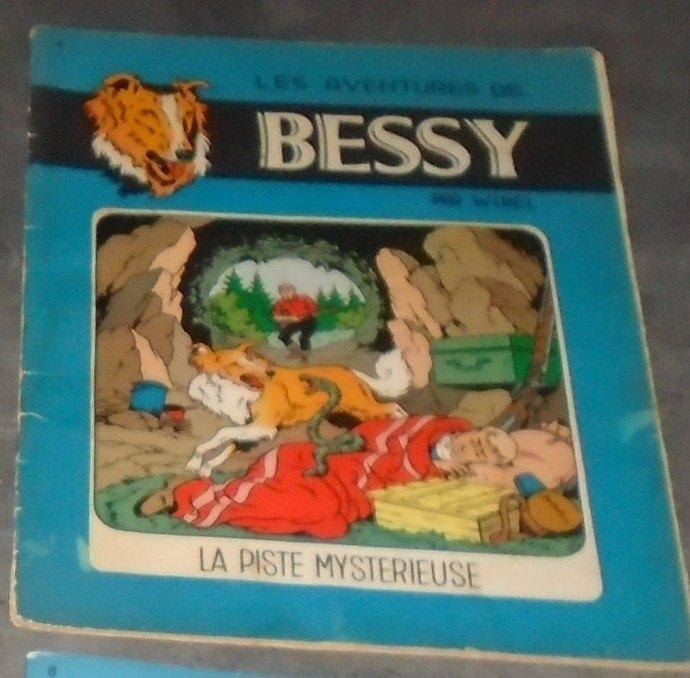 LES AVENTURES DE
BESSY
PAR WIREL
LA PISTE MYSTERIEUSE